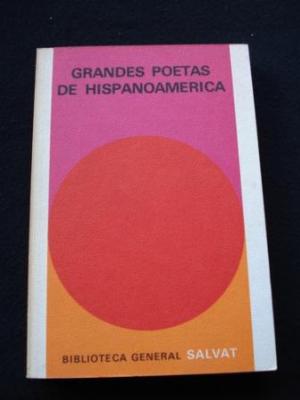 GRANDES POETAS
DE HISPANOAMERICA
BIBLIOTECA GENERAL SALVAT